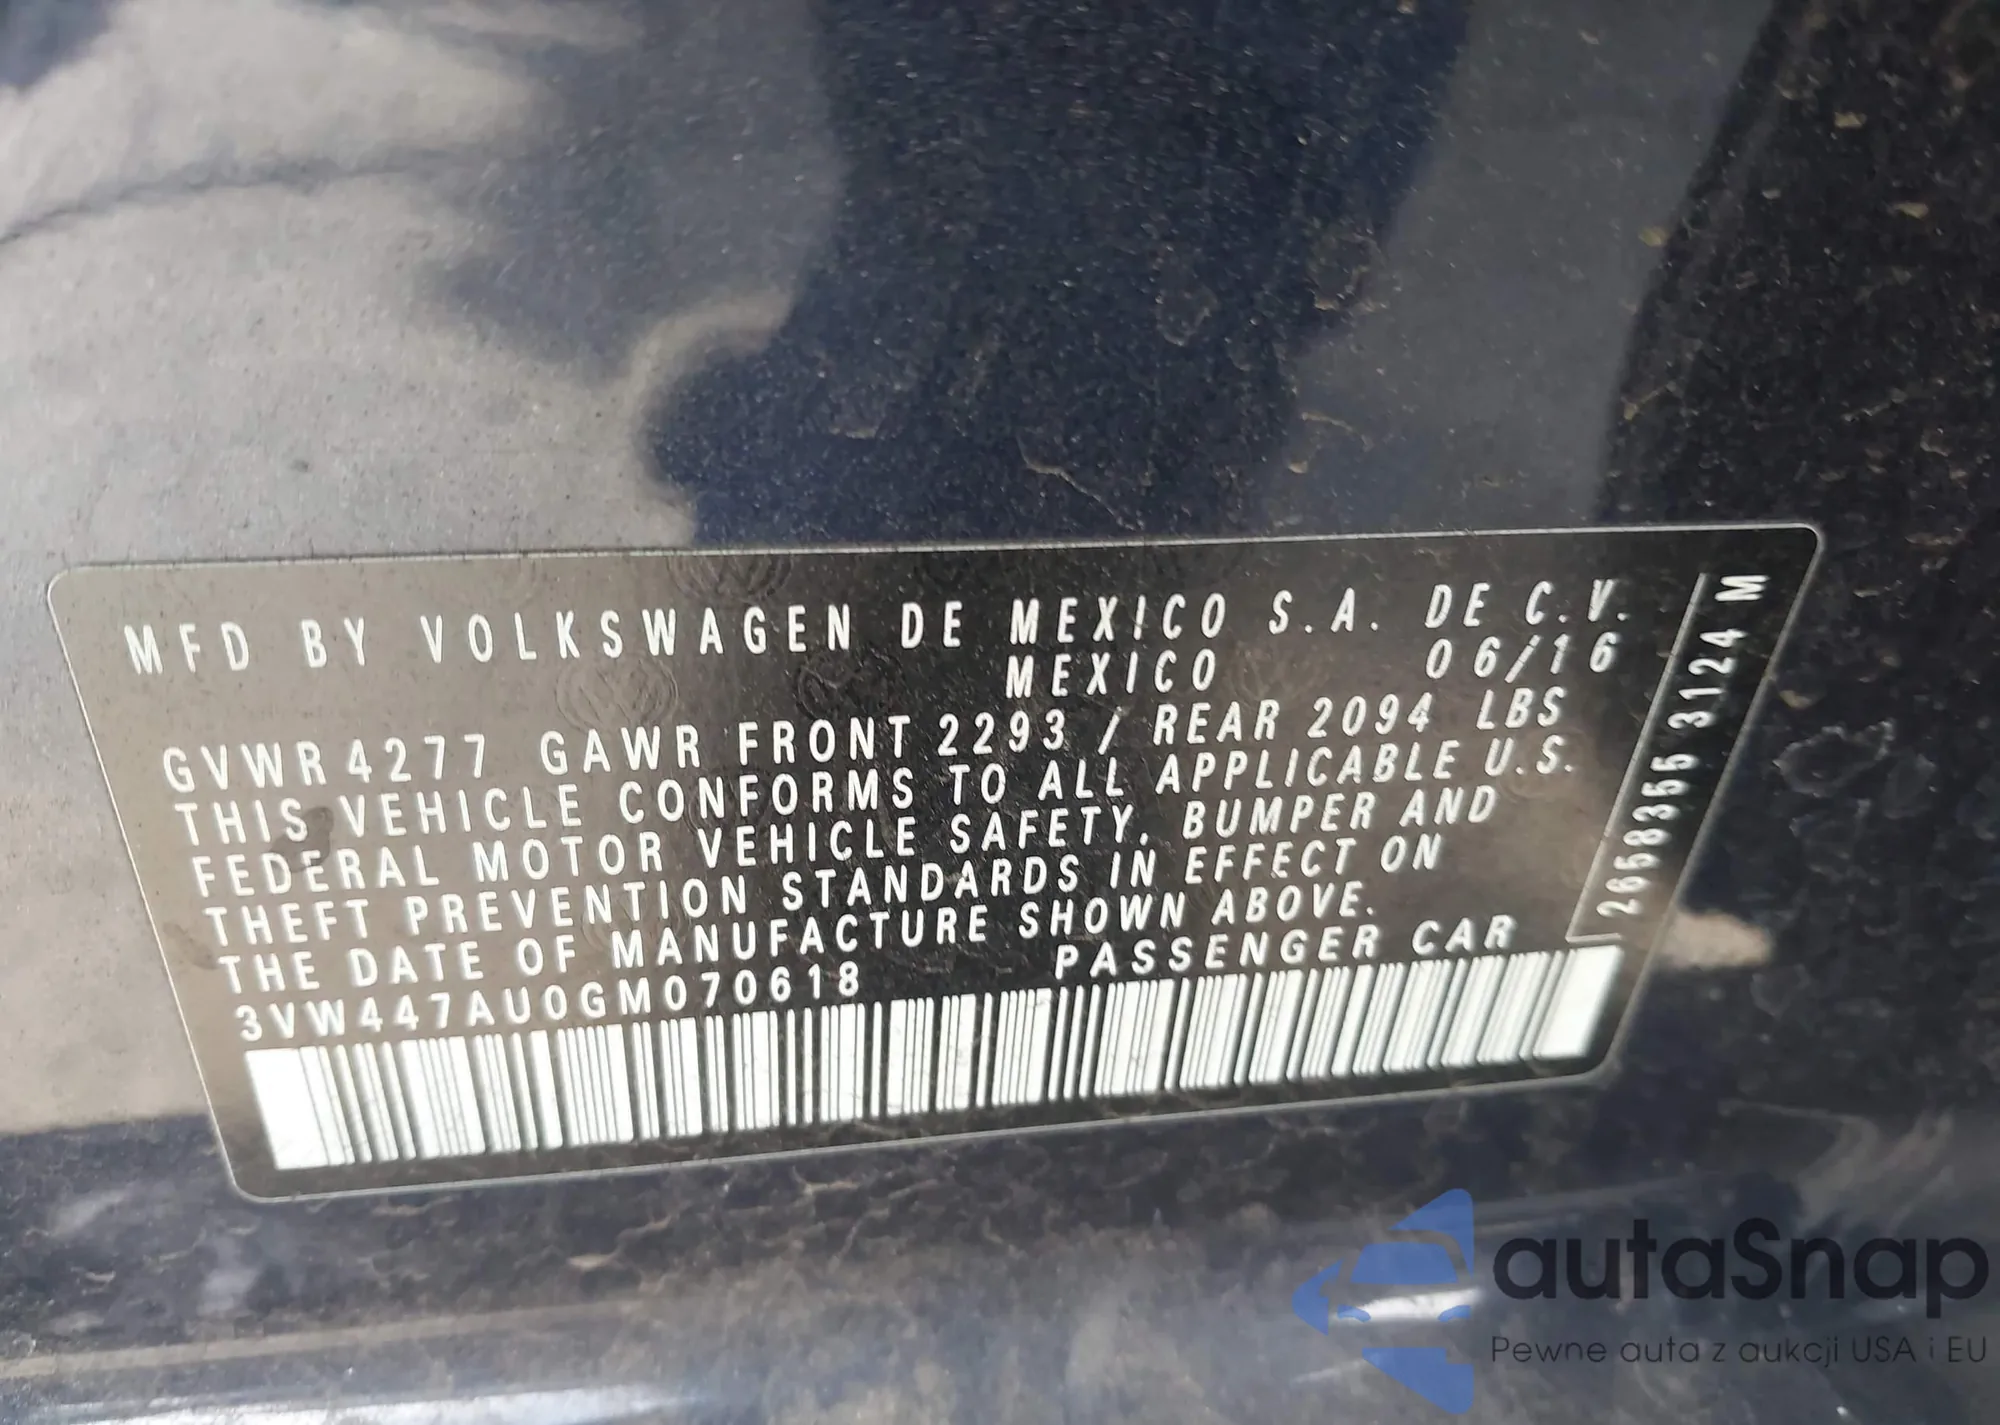 MFD BY VOLKSWAGEN DE MEXICO S.A. DE C.V.
MEXICO 06/16
GVWR 4277 GAWR FRONT 2293 / REAR 2094 LBS
THIS VEHICLE CONFORMS TO ALL APPLICABLE U.S.
FEDERAL MOTOR VEHICLE SAFETY, BUMPER AND
THEFT PREVENTION STANDARDS IN EFFECT ON
THE DATE OF MANUFACTURE SHOWN ABOVE.
3VW447AU0GM070618 PASSENGER CAR
2658355 3124 M
autaSnap
Pewne auta z aukcji USA i EU